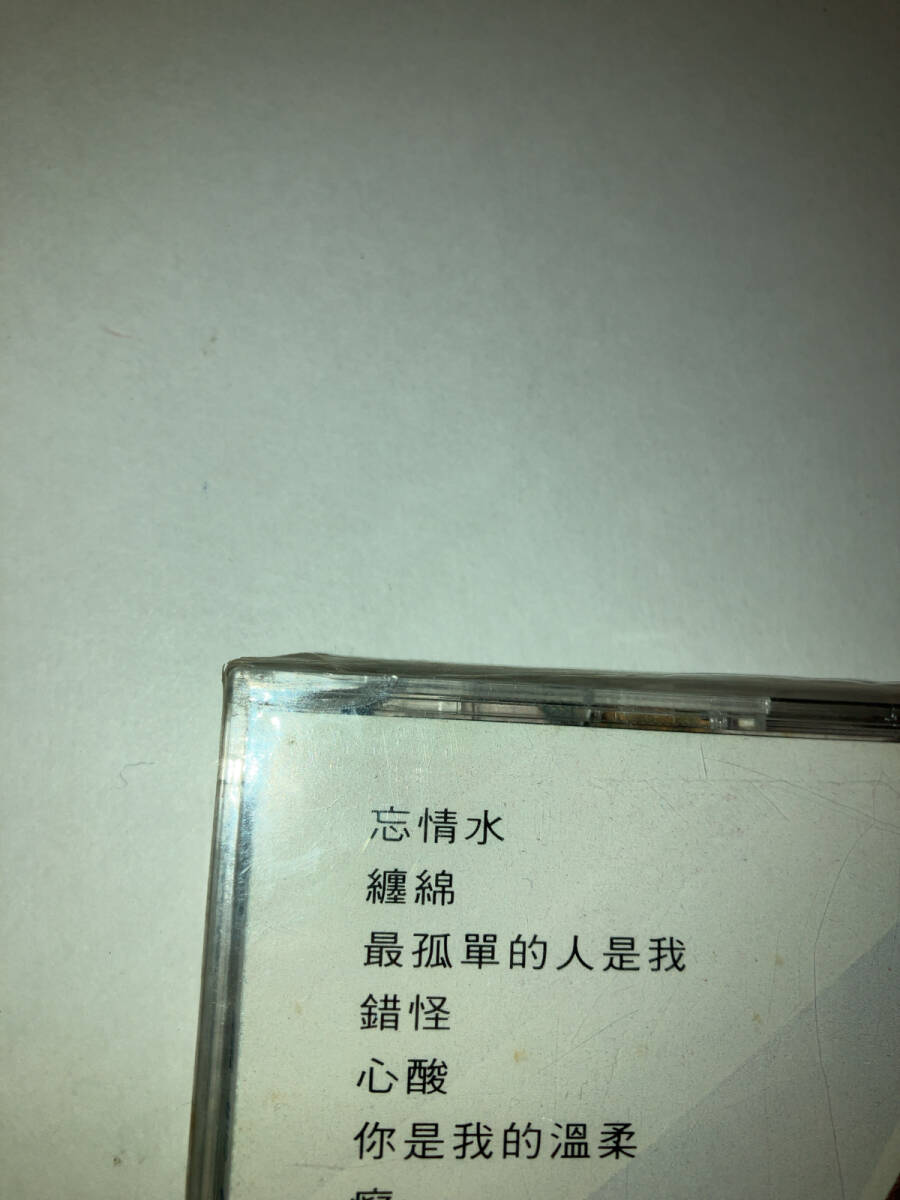 忘情水
纏綿
最孤單的人是我
錯怪
心酸
你是我的溫柔